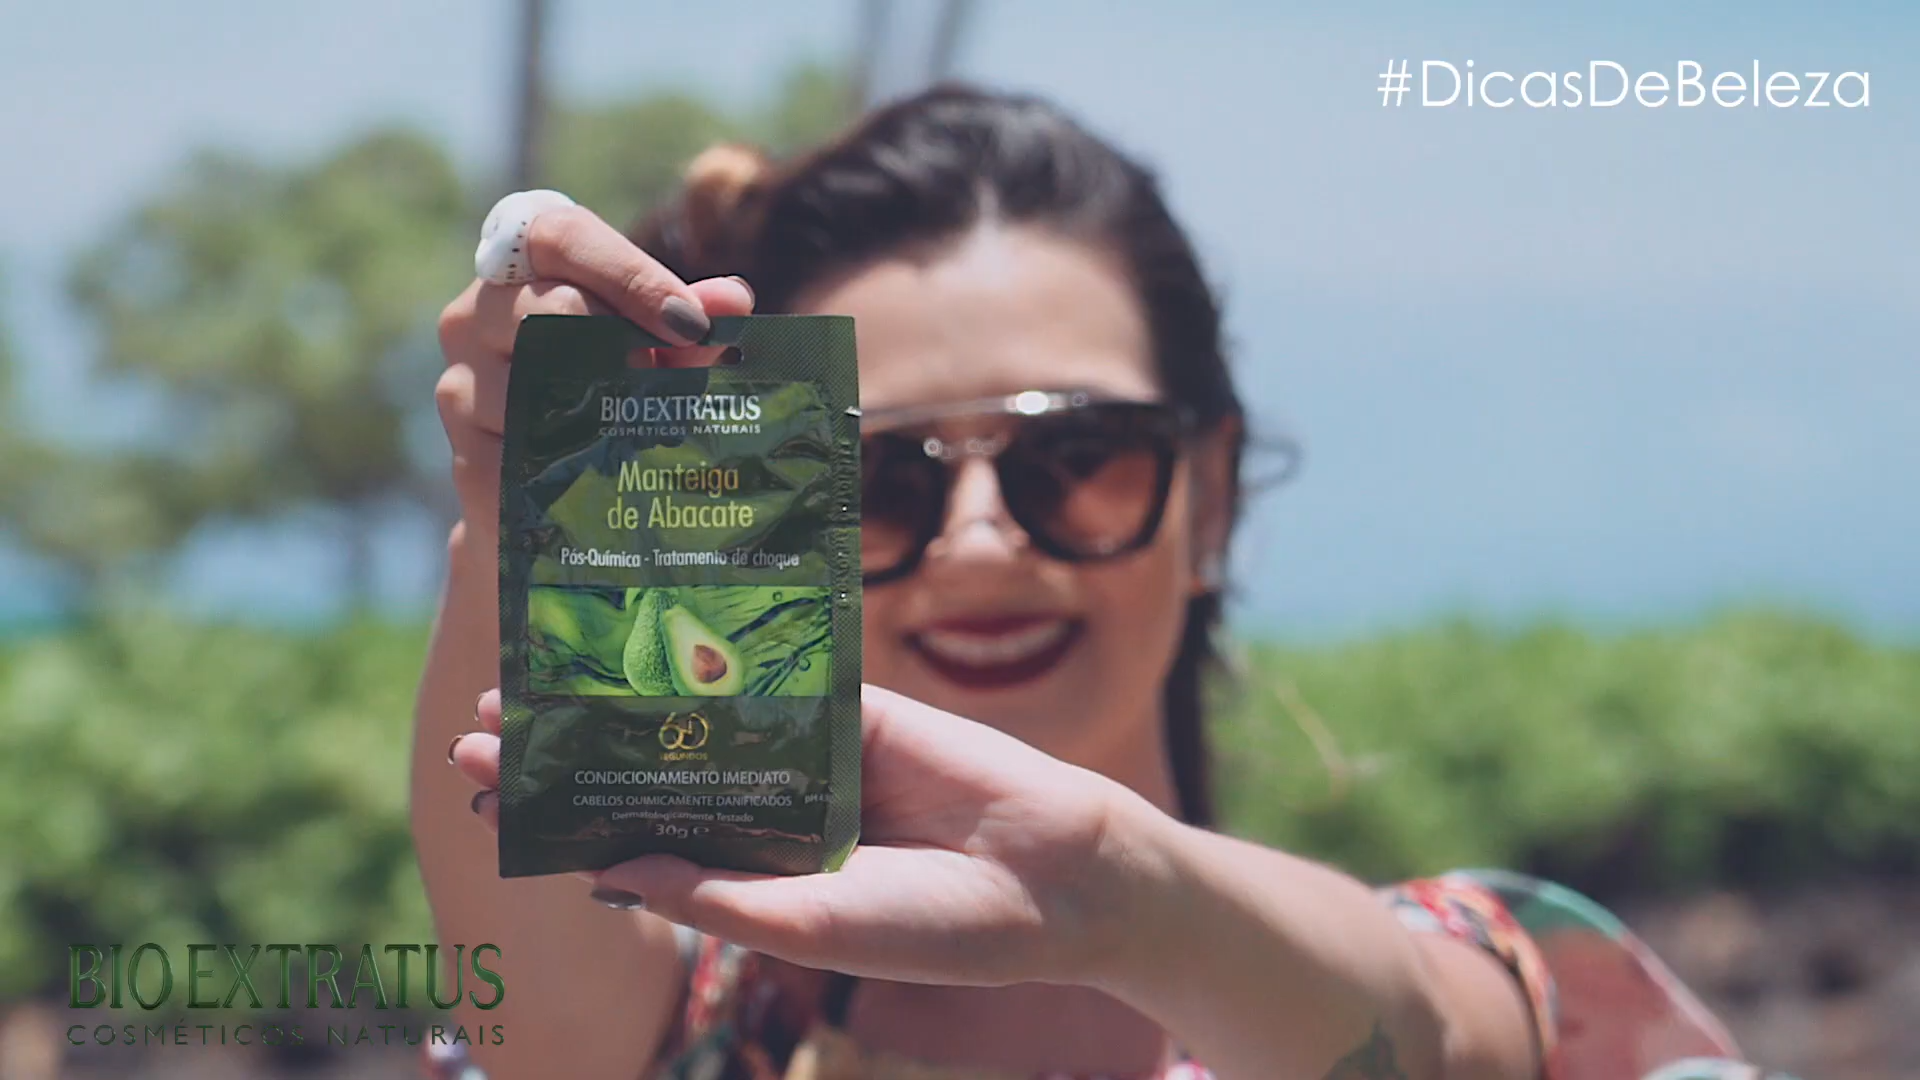 #DicasDeBeleza
BIO EXTRATUS
COSMÉTICOS NATURAIS
Manteiga
de Abacate
Pós-Química - Tratamento de choque
60
SEGUNDOS
CONDICIONAMENTO IMEDIATO
CABELOS QUIMICAMENTE DANIFICADOS
Dermatologicamente Testado
30g ℮
BIO EXTRATUS
COSMÉTICOS NATURAIS